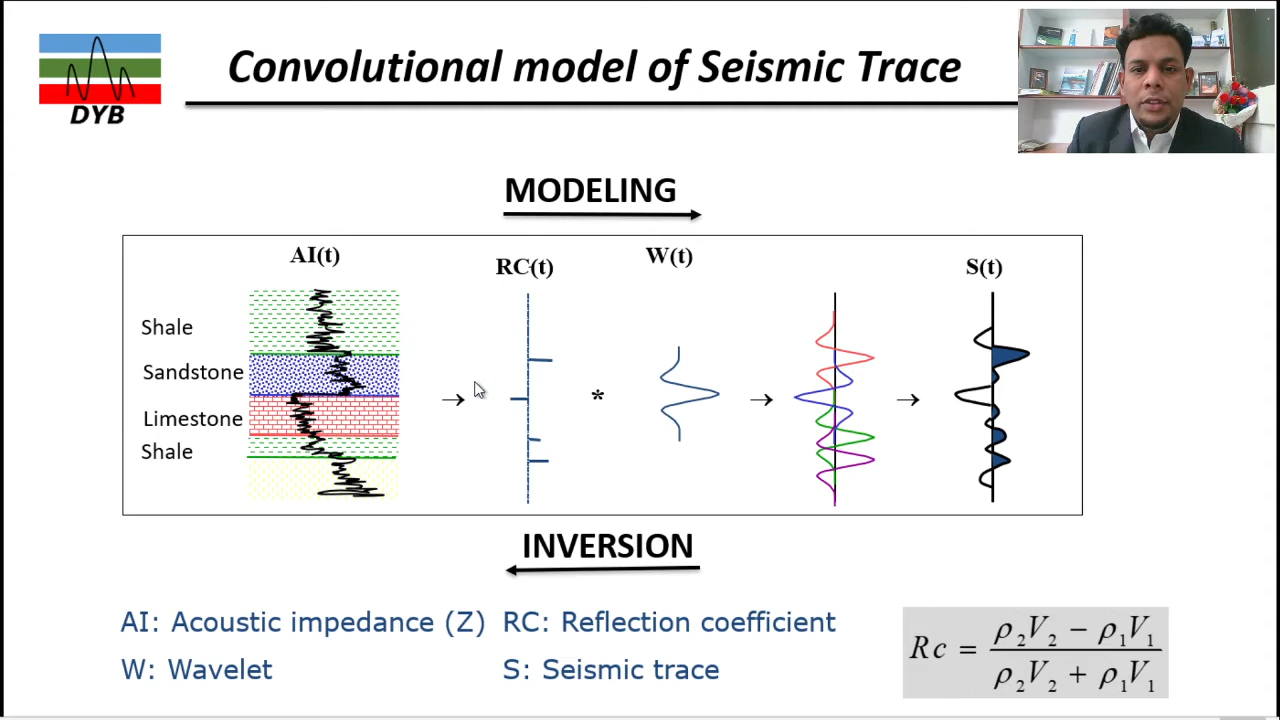 DYB
Convolutional model of Seismic Trace
MODELING
AI(t)
RC(t)
W(t)
S(t)
Shale
Sandstone
Limestone
Shale
→ * → →
INVERSION
AI: Acoustic impedance (Z) RC: Reflection coefficient
W: Wavelet S: Seismic trace
Rc = (ρ₂V₂ − ρ₁V₁) / (ρ₂V₂ + ρ₁V₁)